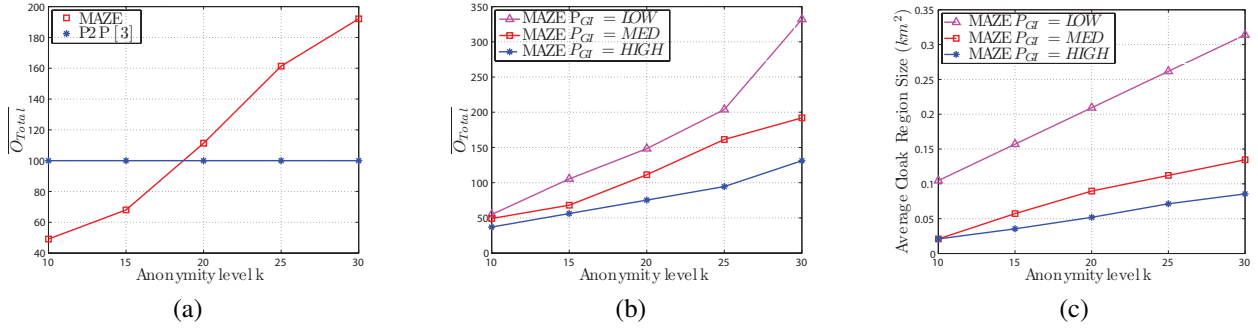 200
180
160
140
120
100
80
60
40
10
15
20
25
30
O_Total
Anonymity level k
MAZE
P2P [3]
(a)
350
300
250
200
150
100
50
0
10
15
20
25
30
O_Total
Anonymity level k
MAZE P_GI = LOW
MAZE P_GI = MED
MAZE P_GI = HIGH
(b)
0.35
0.3
0.25
0.2
0.15
0.1
0.05
0
10
15
20
25
30
Average Cloak Region Size (km²)
Anonymity level k
MAZE P_GI = LOW
MAZE P_GI = MED
MAZE P_GI = HIGH
(c)